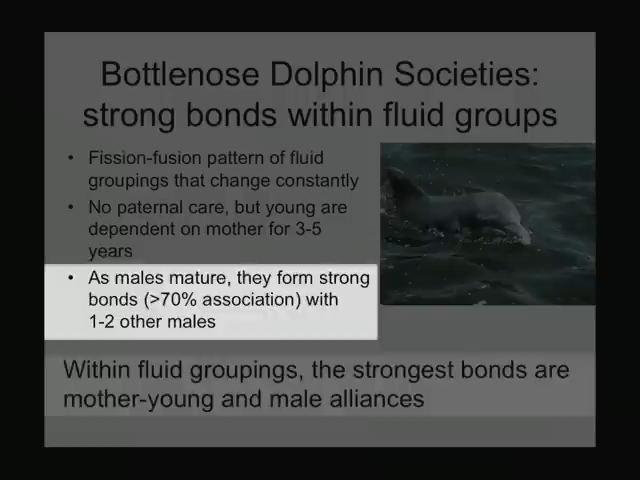 Bottlenose Dolphin Societies:
strong bonds within fluid groups
• Fission-fusion pattern of fluid
groupings that change constantly
• No paternal care, but young are
dependent on mother for 3-5
years
• As males mature, they form strong
bonds (>70% association) with
1-2 other males
Within fluid groupings, the strongest bonds are
mother-young and male alliances